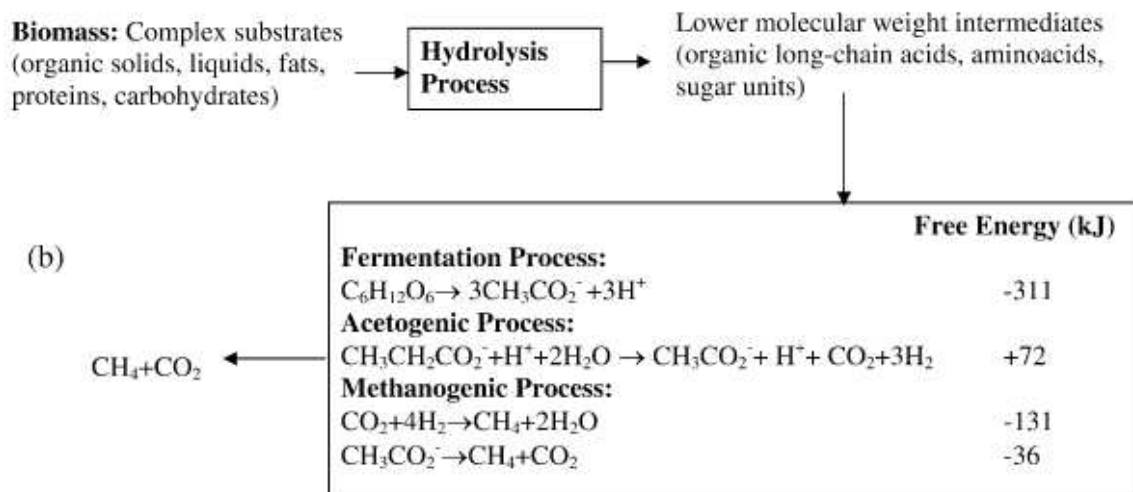 Biomass: Complex substrates
(organic solids, liquids, fats,
proteins, carbohydrates)
Hydrolysis
Process
Lower molecular weight intermediates
(organic long-chain acids, aminoacids,
sugar units)
(b)
Free Energy (kJ)
Fermentation Process:
C₆H₁₂O₆→ 3CH₃CO₂⁻ +3H⁺ -311
Acetogenic Process:
CH₃CH₂CO₂⁻+H⁺+2H₂O → CH₃CO₂⁻+ H⁺+ CO₂+3H₂ +72
Methanogenic Process:
CO₂+4H₂→CH₄+2H₂O -131
CH₃CO₂⁻→CH₄+CO₂ -36
CH₄+CO₂